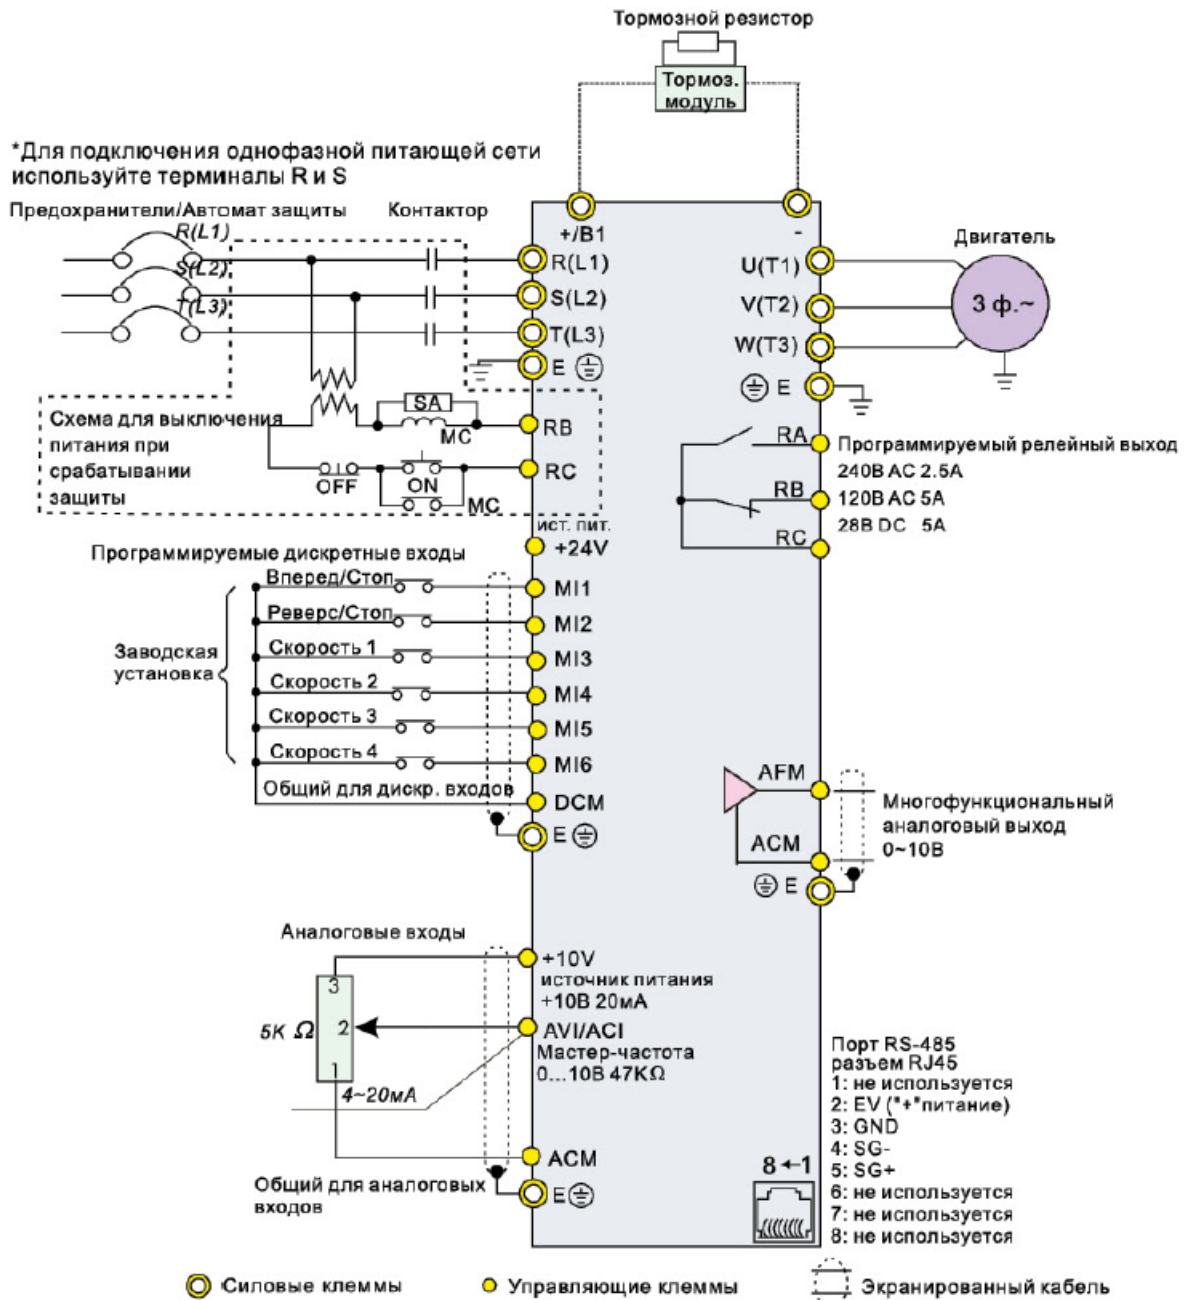 Тормозной резистор
Тормоз.
модуль
*Для подключения однофазной питающей сети
используйте терминалы R и S
Предохранители/Автомат защиты
Контактор
R(L1)
S(L2)
T(L3)
+/B1
-
R(L1)
S(L2)
T(L3)
E
U(T1)
V(T2)
W(T3)
E
Двигатель
3 ф.~
Схема для выключения
питания при
срабатывании
защиты
SA
MC
OFF
ON
MC
RB
RC
RA
RB
RC
Программируемый релейный выход
240В AC 2.5А
120В AC 5А
28В DC 5А
ист. пит.
+24V
Программируемые дискретные входы
Вперед/Стоп
Реверс/Стоп
Скорость 1
Скорость 2
Скорость 3
Скорость 4
Общий для дискр. входов
Заводская
установка
MI1
MI2
MI3
MI4
MI5
MI6
DCM
E
AFM
ACM
E
Многофункциональный
аналоговый выход
0~10В
Аналоговые входы
3
2
1
5K Ω
4~20мА
+10V
источник питания
+10В 20мА
AVI/ACI
Мастер-частота
0...10В 47KΩ
ACM
E
Общий для аналоговых
входов
Порт RS-485
разъем RJ45
1: не используется
2: EV ("+"питание)
3: GND
4: SG-
5: SG+
6: не используется
7: не используется
8: не используется
8←1
Силовые клеммы
Управляющие клеммы
Экранированный кабель